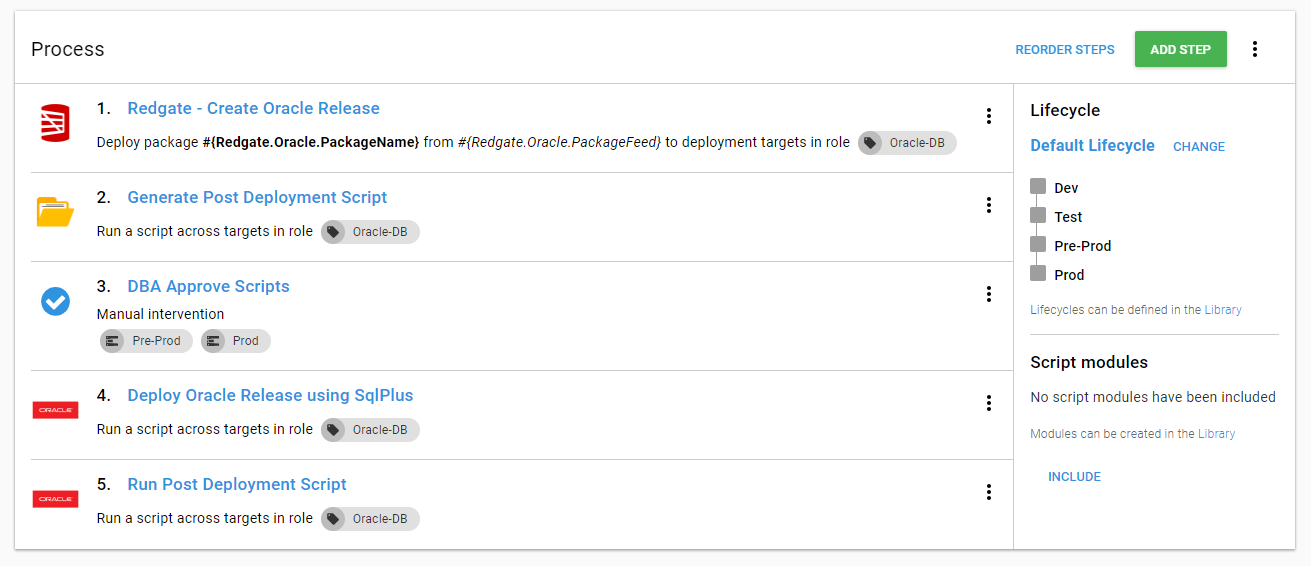 Process
REORDER STEPS
ADD STEP
1. Redgate - Create Oracle Release
Deploy package #{Redgate.Oracle.PackageName} from #{Redgate.Oracle.PackageFeed} to deployment targets in role Oracle-DB
2. Generate Post Deployment Script
Run a script across targets in role Oracle-DB
3. DBA Approve Scripts
Manual intervention
Pre-Prod Prod
ORACLE
4. Deploy Oracle Release using SqlPlus
Run a script across targets in role Oracle-DB
ORACLE
5. Run Post Deployment Script
Run a script across targets in role Oracle-DB
Lifecycle
Default Lifecycle CHANGE
Dev
Test
Pre-Prod
Prod
Lifecycles can be defined in the Library
Script modules
No script modules have been included
Modules can be created in the Library
INCLUDE